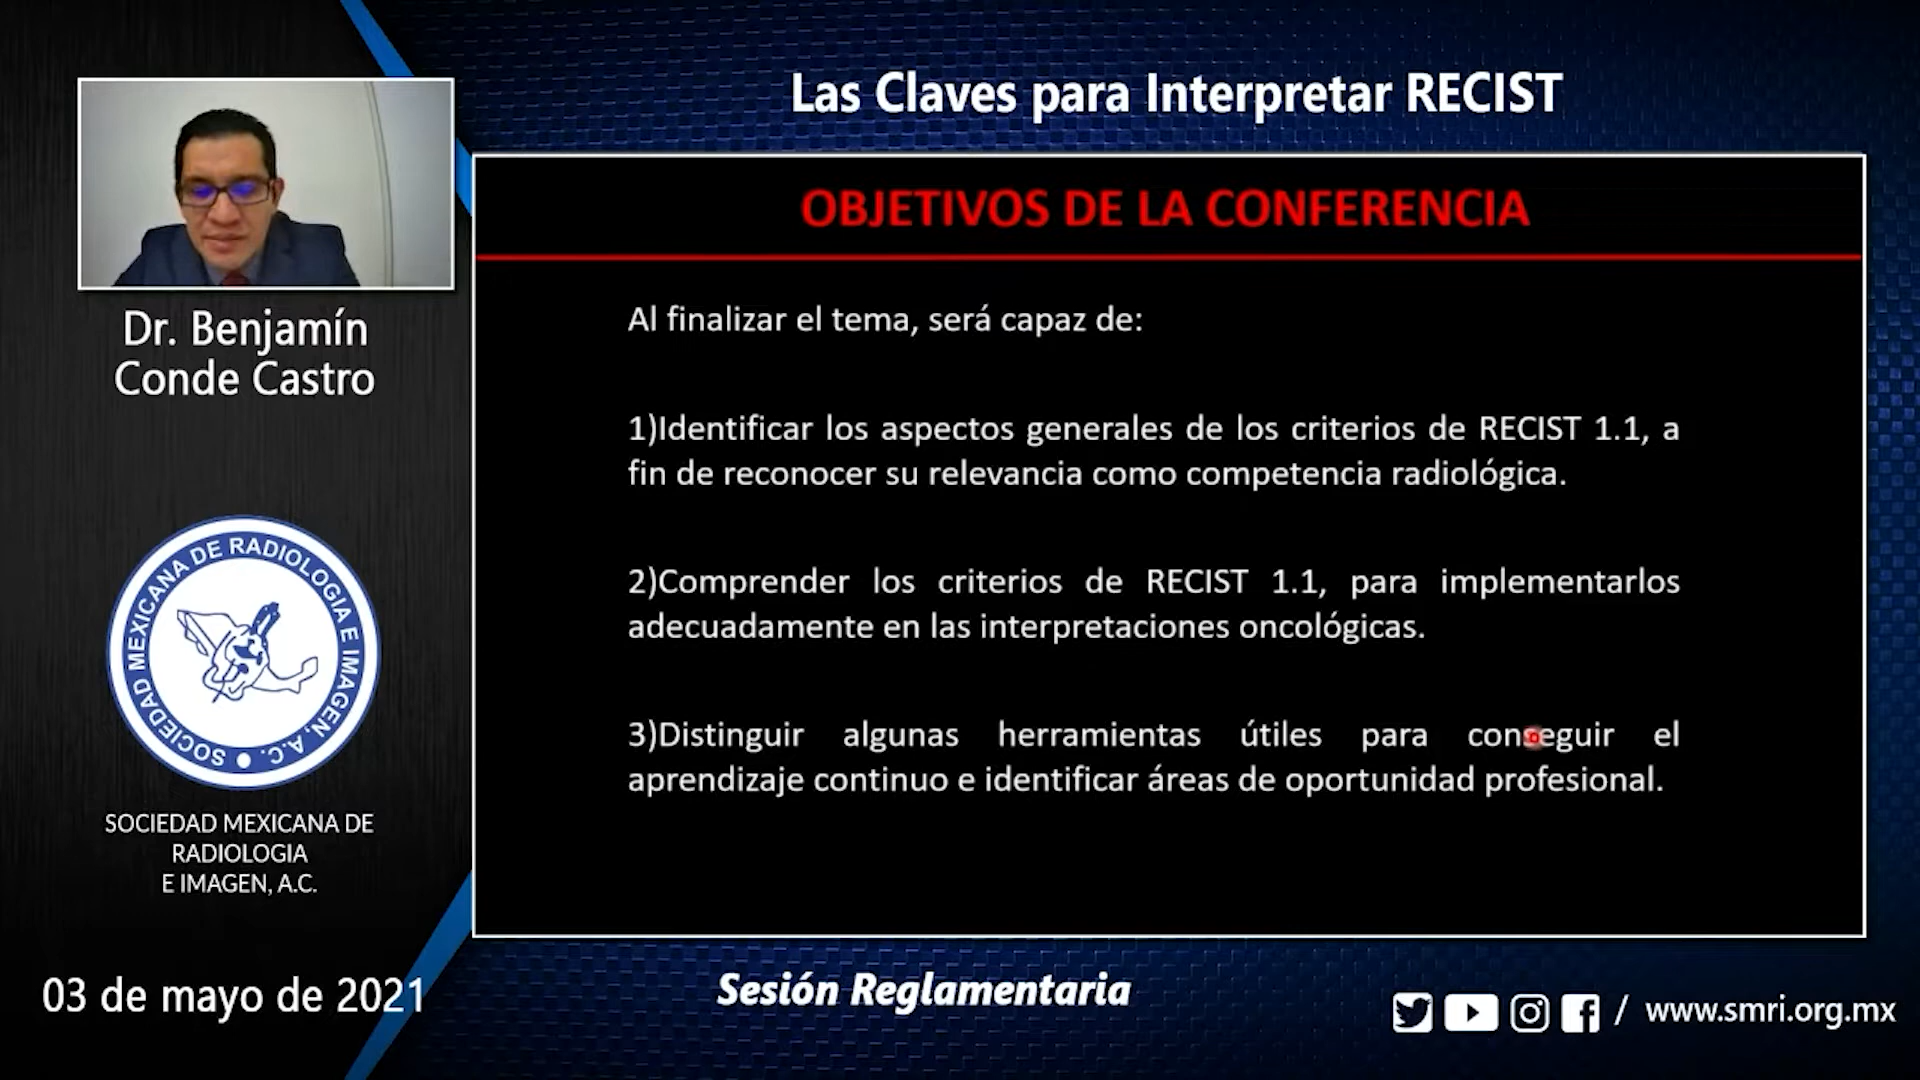 Las Claves para Interpretar RECIST
OBJETIVOS DE LA CONFERENCIA
Al finalizar el tema, será capaz de:
1)Identificar los aspectos generales de los criterios de RECIST 1.1, a
fin de reconocer su relevancia como competencia radiológica.
2)Comprender los criterios de RECIST 1.1, para implementarlos
adecuadamente en las interpretaciones oncológicas.
3)Distinguir algunas herramientas útiles para conseguir el
aprendizaje continuo e identificar áreas de oportunidad profesional.
Dr. Benjamín
Conde Castro
SOCIEDAD MEXICANA DE RADIOLOGIA E IMAGEN, A.C.
SOCIEDAD MEXICANA DE
RADIOLOGIA
E IMAGEN, A.C.
03 de mayo de 2021
Sesión Reglamentaria
/ www.smri.org.mx